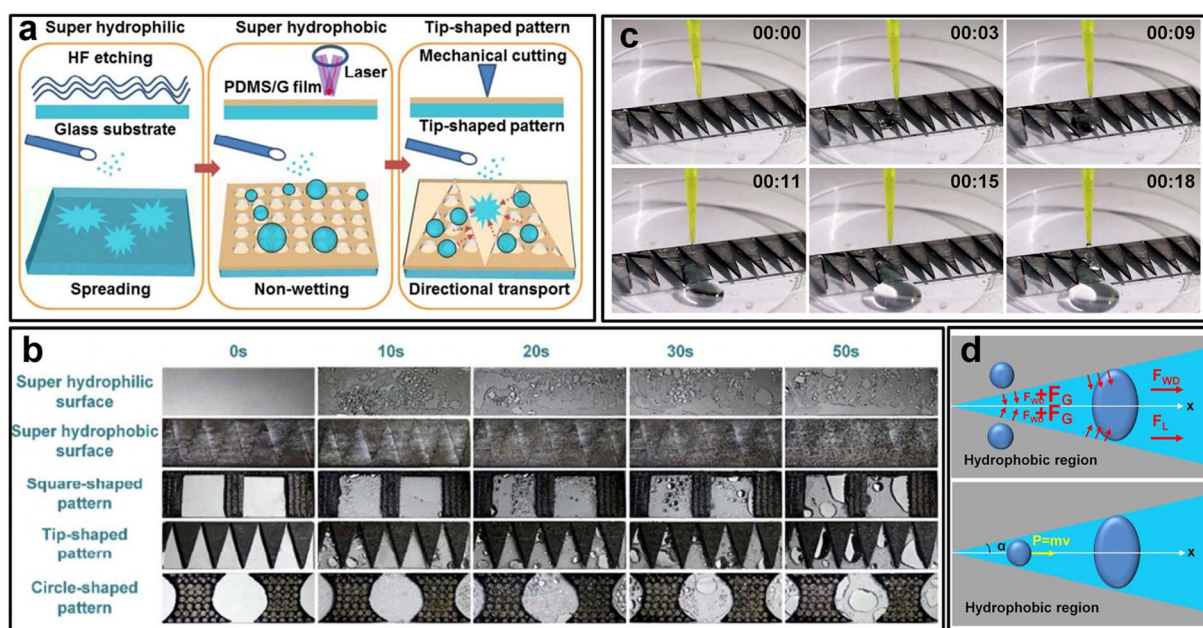 a
Super hydrophilic
Super hydrophobic
Tip-shaped pattern
HF etching
Laser
PDMS/G film
Mechanical cutting
Glass substrate
Tip-shaped pattern
Spreading
Non-wetting
Directional transport
c
00:00
00:03
00:09
00:11
00:15
00:18
b
0s
10s
20s
30s
50s
Super hydrophilic
surface
Super hydrophobic
surface
Square-shaped
pattern
Tip-shaped
pattern
Circle-shaped
pattern
d
FWD+FG
FWD+FG
FWD
x
FL
Hydrophobic region
α
P=mv
x
Hydrophobic region